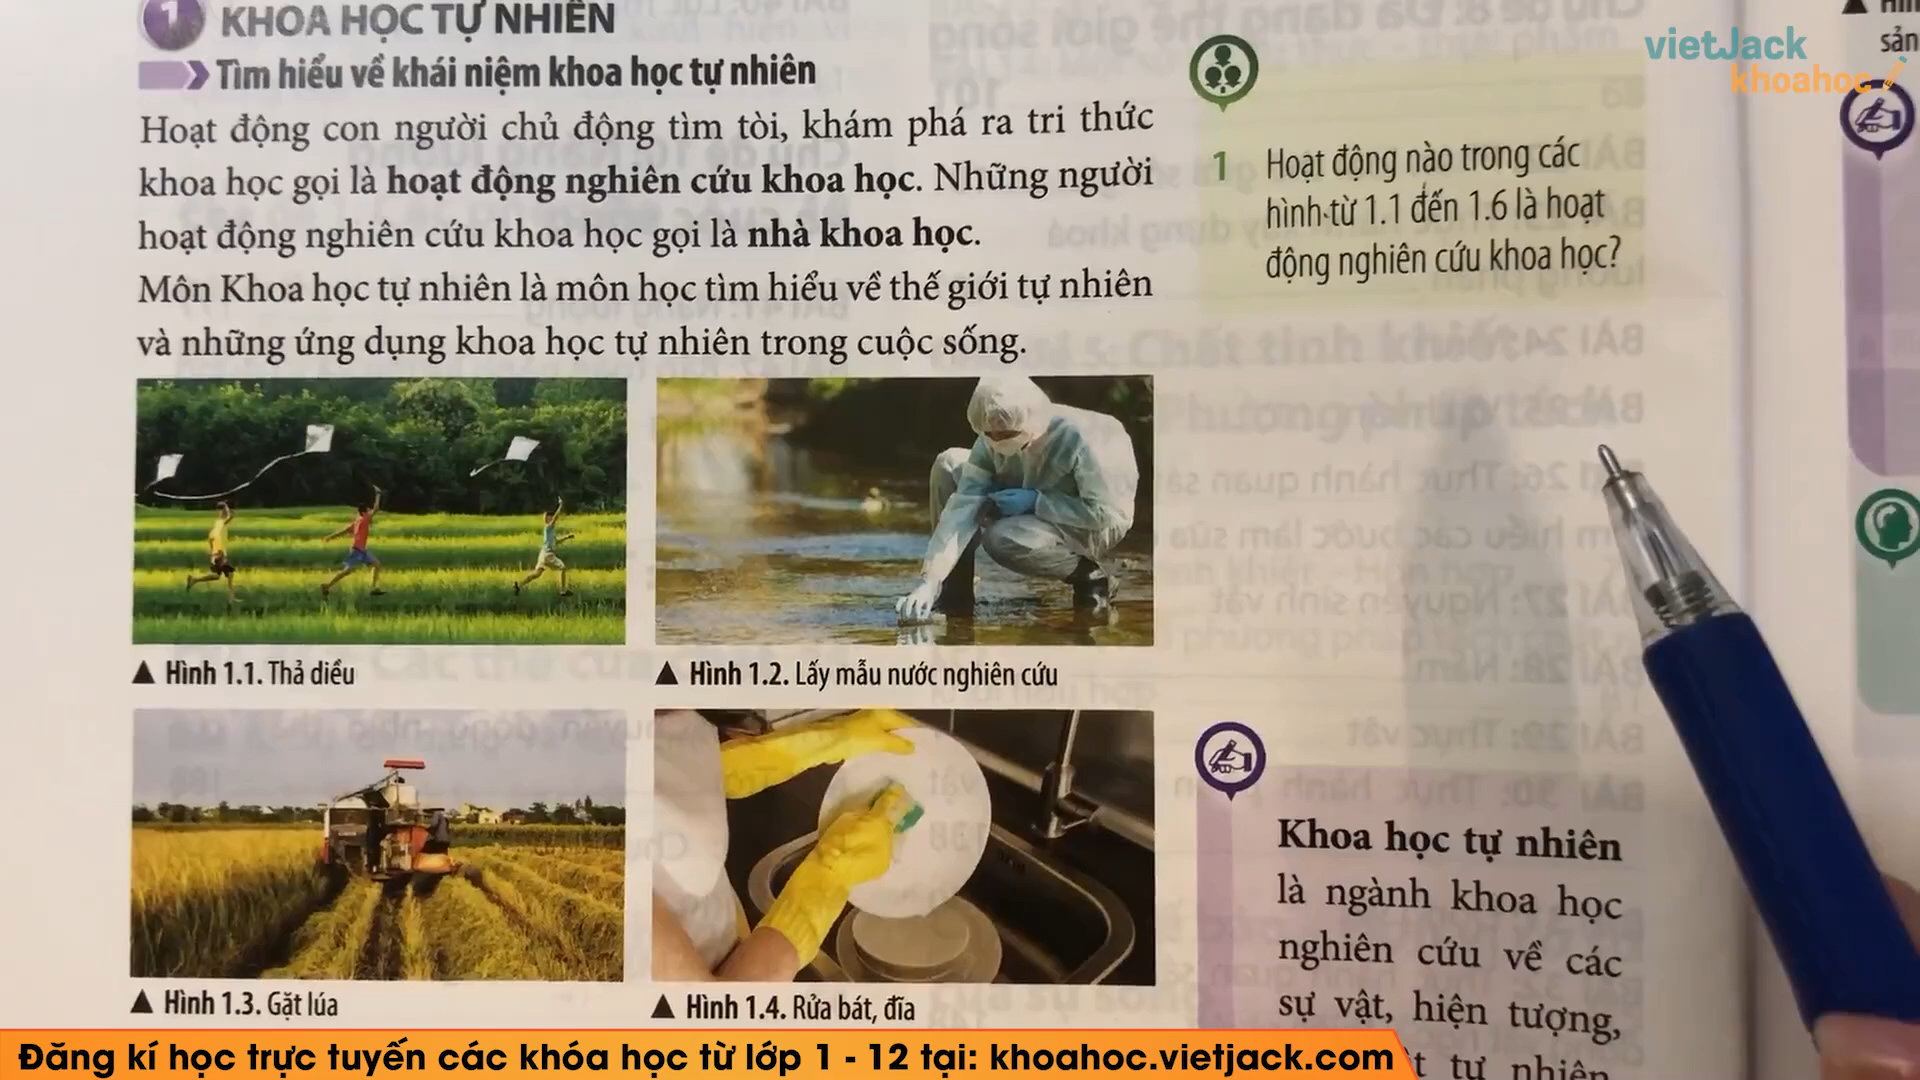 1 KHOA HỌC TỰ NHIÊN
Tìm hiểu về khái niệm khoa học tự nhiên
Hoạt động con người chủ động tìm tòi, khám phá ra tri thức
khoa học gọi là hoạt động nghiên cứu khoa học. Những người
hoạt động nghiên cứu khoa học gọi là nhà khoa học.
Môn Khoa học tự nhiên là môn học tìm hiểu về thế giới tự nhiên
và những ứng dụng khoa học tự nhiên trong cuộc sống.
▲ Hình 1.1. Thả diều
▲ Hình 1.2. Lấy mẫu nước nghiên cứu
▲ Hình 1.3. Gặt lúa
▲ Hình 1.4. Rửa bát, đĩa
1 Hoạt động nào trong các
hình từ 1.1 đến 1.6 là hoạt
động nghiên cứu khoa học?
Khoa học tự nhiên
là ngành khoa học
nghiên cứu về các
sự vật, hiện tượng,
tự nhiên
sản
vietJack
khoahoc
Đăng kí học trực tuyến các khóa học từ lớp 1 - 12 tại: khoahoc.vietjack.com